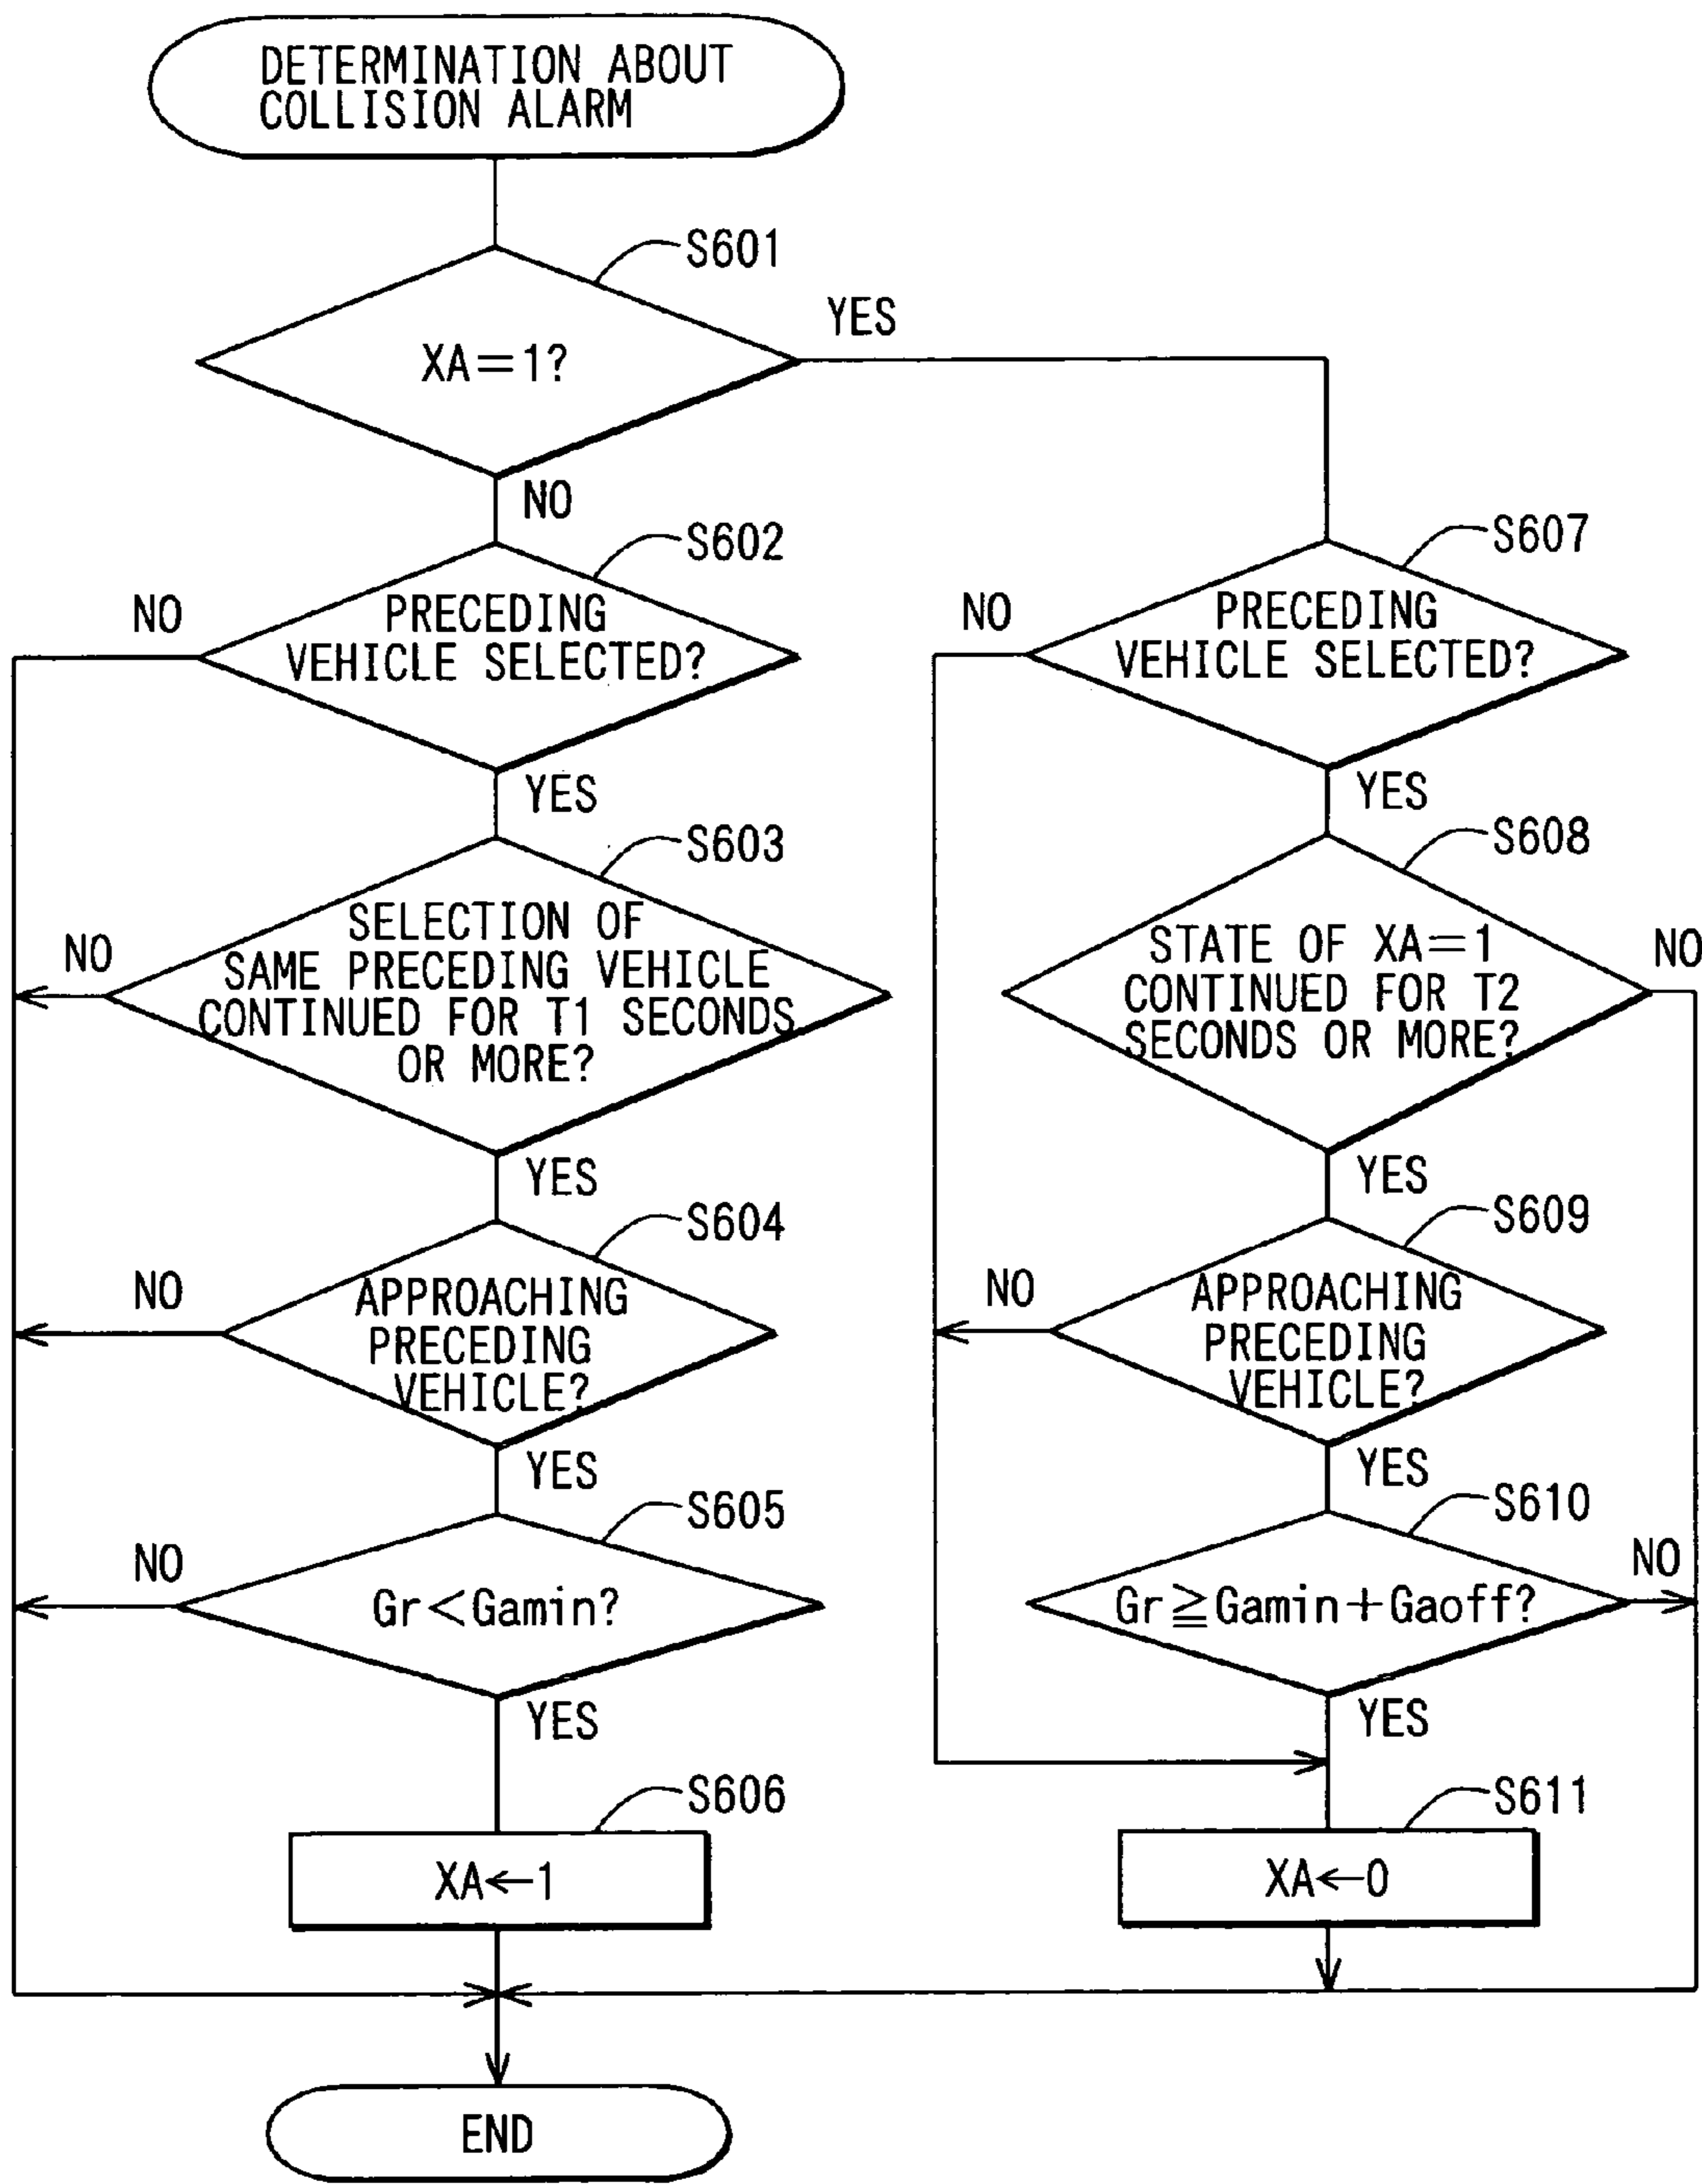 DETERMINATION ABOUT
COLLISION ALARM
S601
XA=1?
YES
NO
S602
PRECEDING
VEHICLE SELECTED?
NO
YES
S603
SELECTION OF
SAME PRECEDING VEHICLE
CONTINUED FOR T1 SECONDS
OR MORE?
NO
YES
S604
APPROACHING
PRECEDING
VEHICLE?
NO
YES
S605
Gr<Gamin?
NO
YES
S606
XA←1
S607
PRECEDING
VEHICLE SELECTED?
NO
YES
S608
STATE OF XA=1
CONTINUED FOR T2
SECONDS OR MORE?
NO
YES
S609
APPROACHING
PRECEDING
VEHICLE?
NO
YES
S610
Gr≧Gamin+Gaoff?
NO
YES
S611
XA←0
END